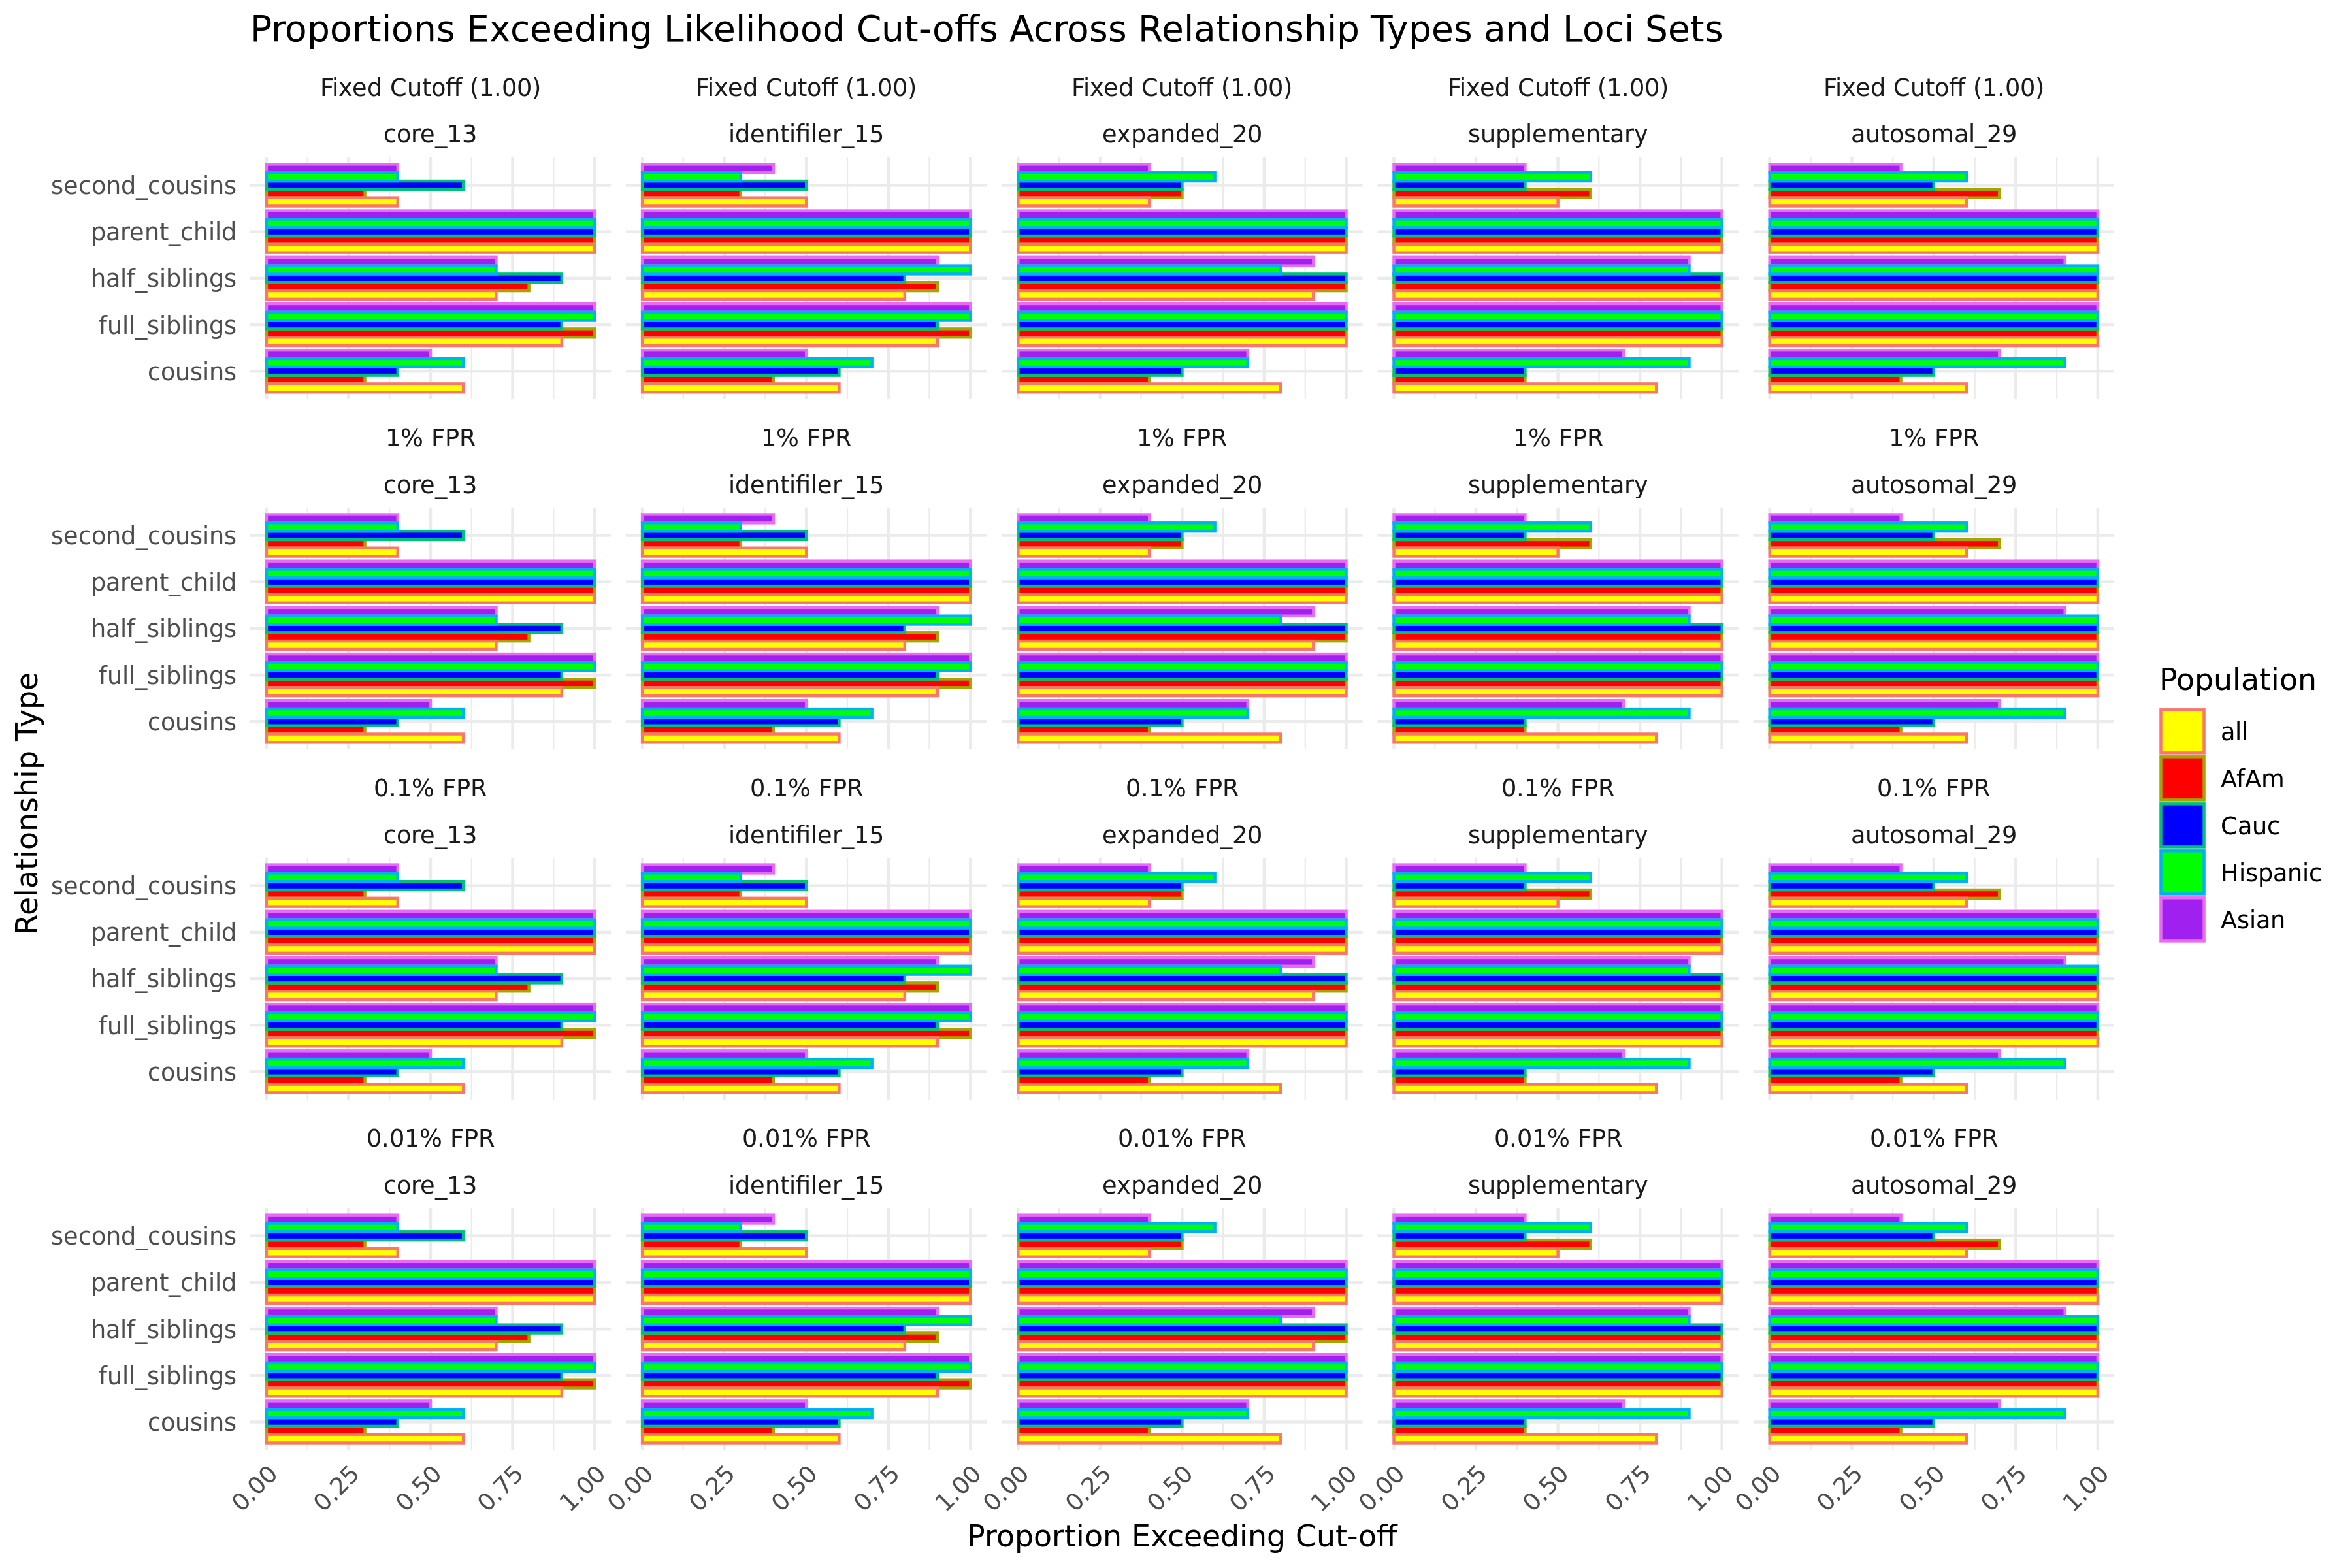 Proportions Exceeding Likelihood Cut-offs Across Relationship Types and Loci Sets
Fixed Cutoff (1.00) Fixed Cutoff (1.00) Fixed Cutoff (1.00) Fixed Cutoff (1.00) Fixed Cutoff (1.00)
core_13 identifiler_15 expanded_20 supplementary autosomal_29
second_cousins
parent_child
half_siblings
full_siblings
cousins
1% FPR 1% FPR 1% FPR 1% FPR 1% FPR
core_13 identifiler_15 expanded_20 supplementary autosomal_29
second_cousins
parent_child
half_siblings
full_siblings
cousins
0.1% FPR 0.1% FPR 0.1% FPR 0.1% FPR 0.1% FPR
core_13 identifiler_15 expanded_20 supplementary autosomal_29
second_cousins
parent_child
half_siblings
full_siblings
cousins
0.01% FPR 0.01% FPR 0.01% FPR 0.01% FPR 0.01% FPR
core_13 identifiler_15 expanded_20 supplementary autosomal_29
second_cousins
parent_child
half_siblings
full_siblings
cousins
0.00 0.25 0.50 0.75 1.00 0.00 0.25 0.50 0.75 1.00 0.00 0.25 0.50 0.75 1.00 0.00 0.25 0.50 0.75 1.00 0.00 0.25 0.50 0.75 1.00
Proportion Exceeding Cut-off
Relationship Type
Population
all
AfAm
Cauc
Hispanic
Asian